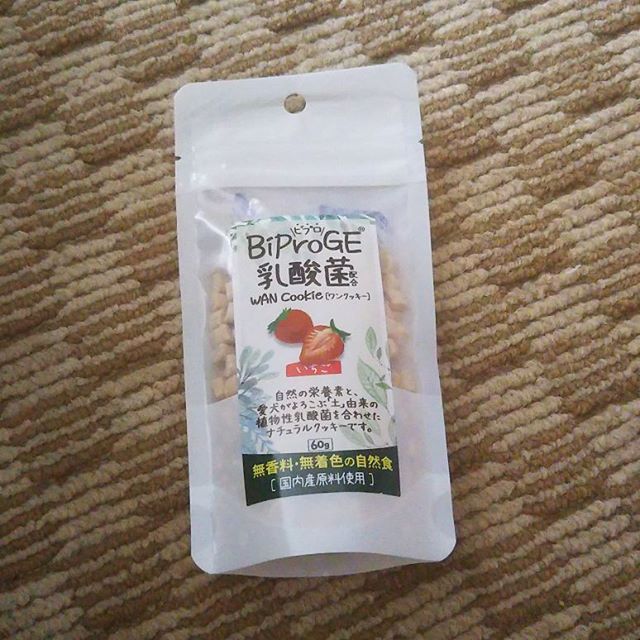 ビプロ
BiProGE®
乳酸菌配合
WAN Cookie [ワンクッキー]
いちご
自然の栄養素と、
愛犬がよろこぶ「土」由来の
植物性乳酸菌を合わせた
ナチュラルクッキーです。
60g
無香料・無着色の自然食
[国内産原料使用]